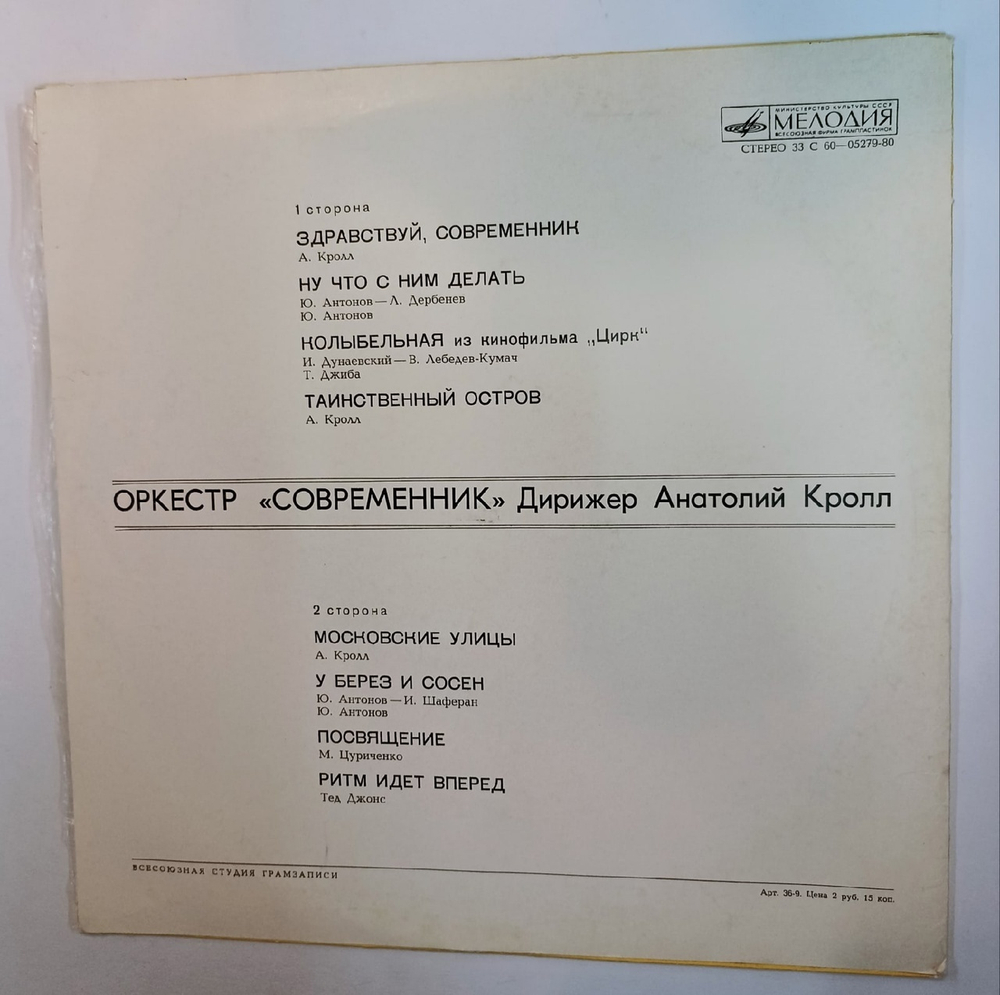 МИНИСТЕРСТВО КУЛЬТУРЫ СССР
МЕЛОДИЯ
ВСЕСОЮЗНАЯ ФИРМА ГРАМПЛАСТИНОК
СТЕРЕО 33 С 60—05279-80
1 сторона
ЗДРАВСТВУЙ, СОВРЕМЕННИК
А. Кролл
НУ ЧТО С НИМ ДЕЛАТЬ
Ю. Антонов — Л. Дербенев
Ю. Антонов
КОЛЫБЕЛЬНАЯ из кинофильма „Цирк“
И. Дунаевский — В. Лебедев-Кумач
Т. Джиба
ТАИНСТВЕННЫЙ ОСТРОВ
А. Кролл
ОРКЕСТР «СОВРЕМЕННИК» Дирижер Анатолий Кролл
2 сторона
МОСКОВСКИЕ УЛИЦЫ
А. Кролл
У БЕРЕЗ И СОСЕН
Ю. Антонов — И. Шаферан
Ю. Антонов
ПОСВЯЩЕНИЕ
М. Цуриченко
РИТМ ИДЕТ ВПЕРЕД
Тед Джонс
ВСЕСОЮЗНАЯ СТУДИЯ ГРАМЗАПИСИ
Арт. 36-9. Цена 2 руб. 15 коп.